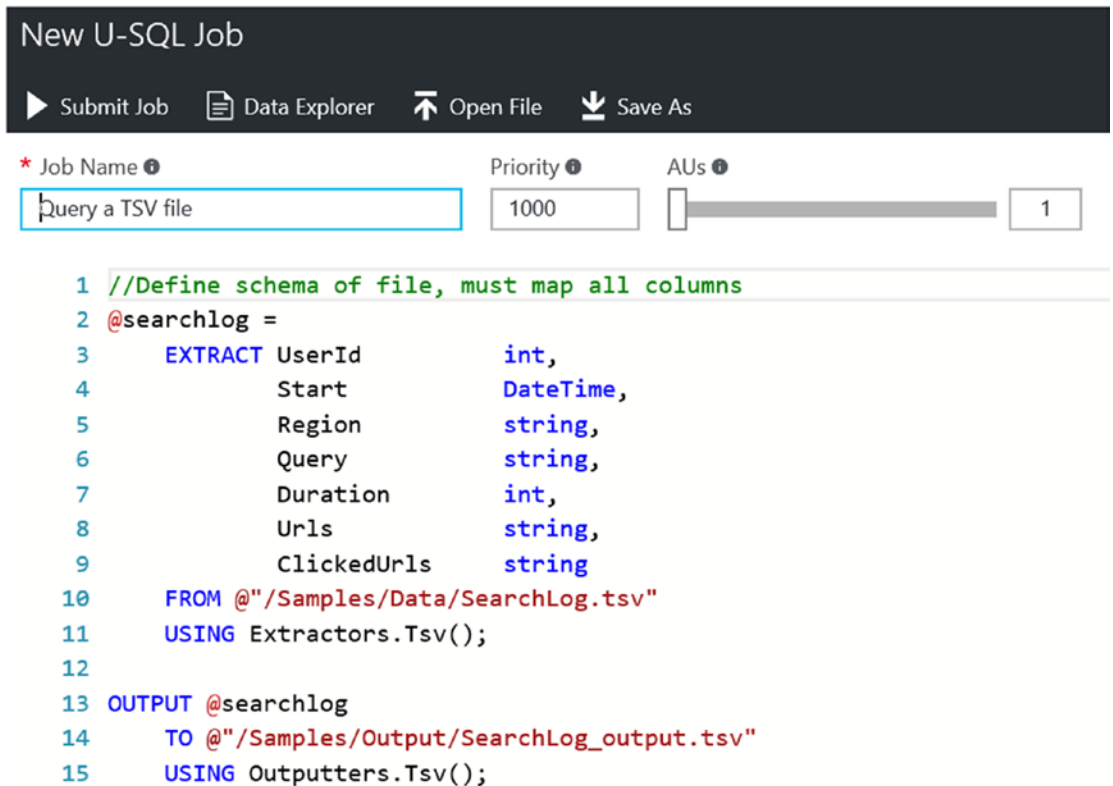 New U-SQL Job
Submit Job Data Explorer Open File Save As
* Job Name Priority AUs
Query a TSV file 1000 1
1 //Define schema of file, must map all columns
2 @searchlog =
3 EXTRACT UserId int,
4 Start DateTime,
5 Region string,
6 Query string,
7 Duration int,
8 Urls string,
9 ClickedUrls string
10 FROM @"/Samples/Data/SearchLog.tsv"
11 USING Extractors.Tsv();
12
13 OUTPUT @searchlog
14 TO @"/Samples/Output/SearchLog_output.tsv"
15 USING Outputters.Tsv();